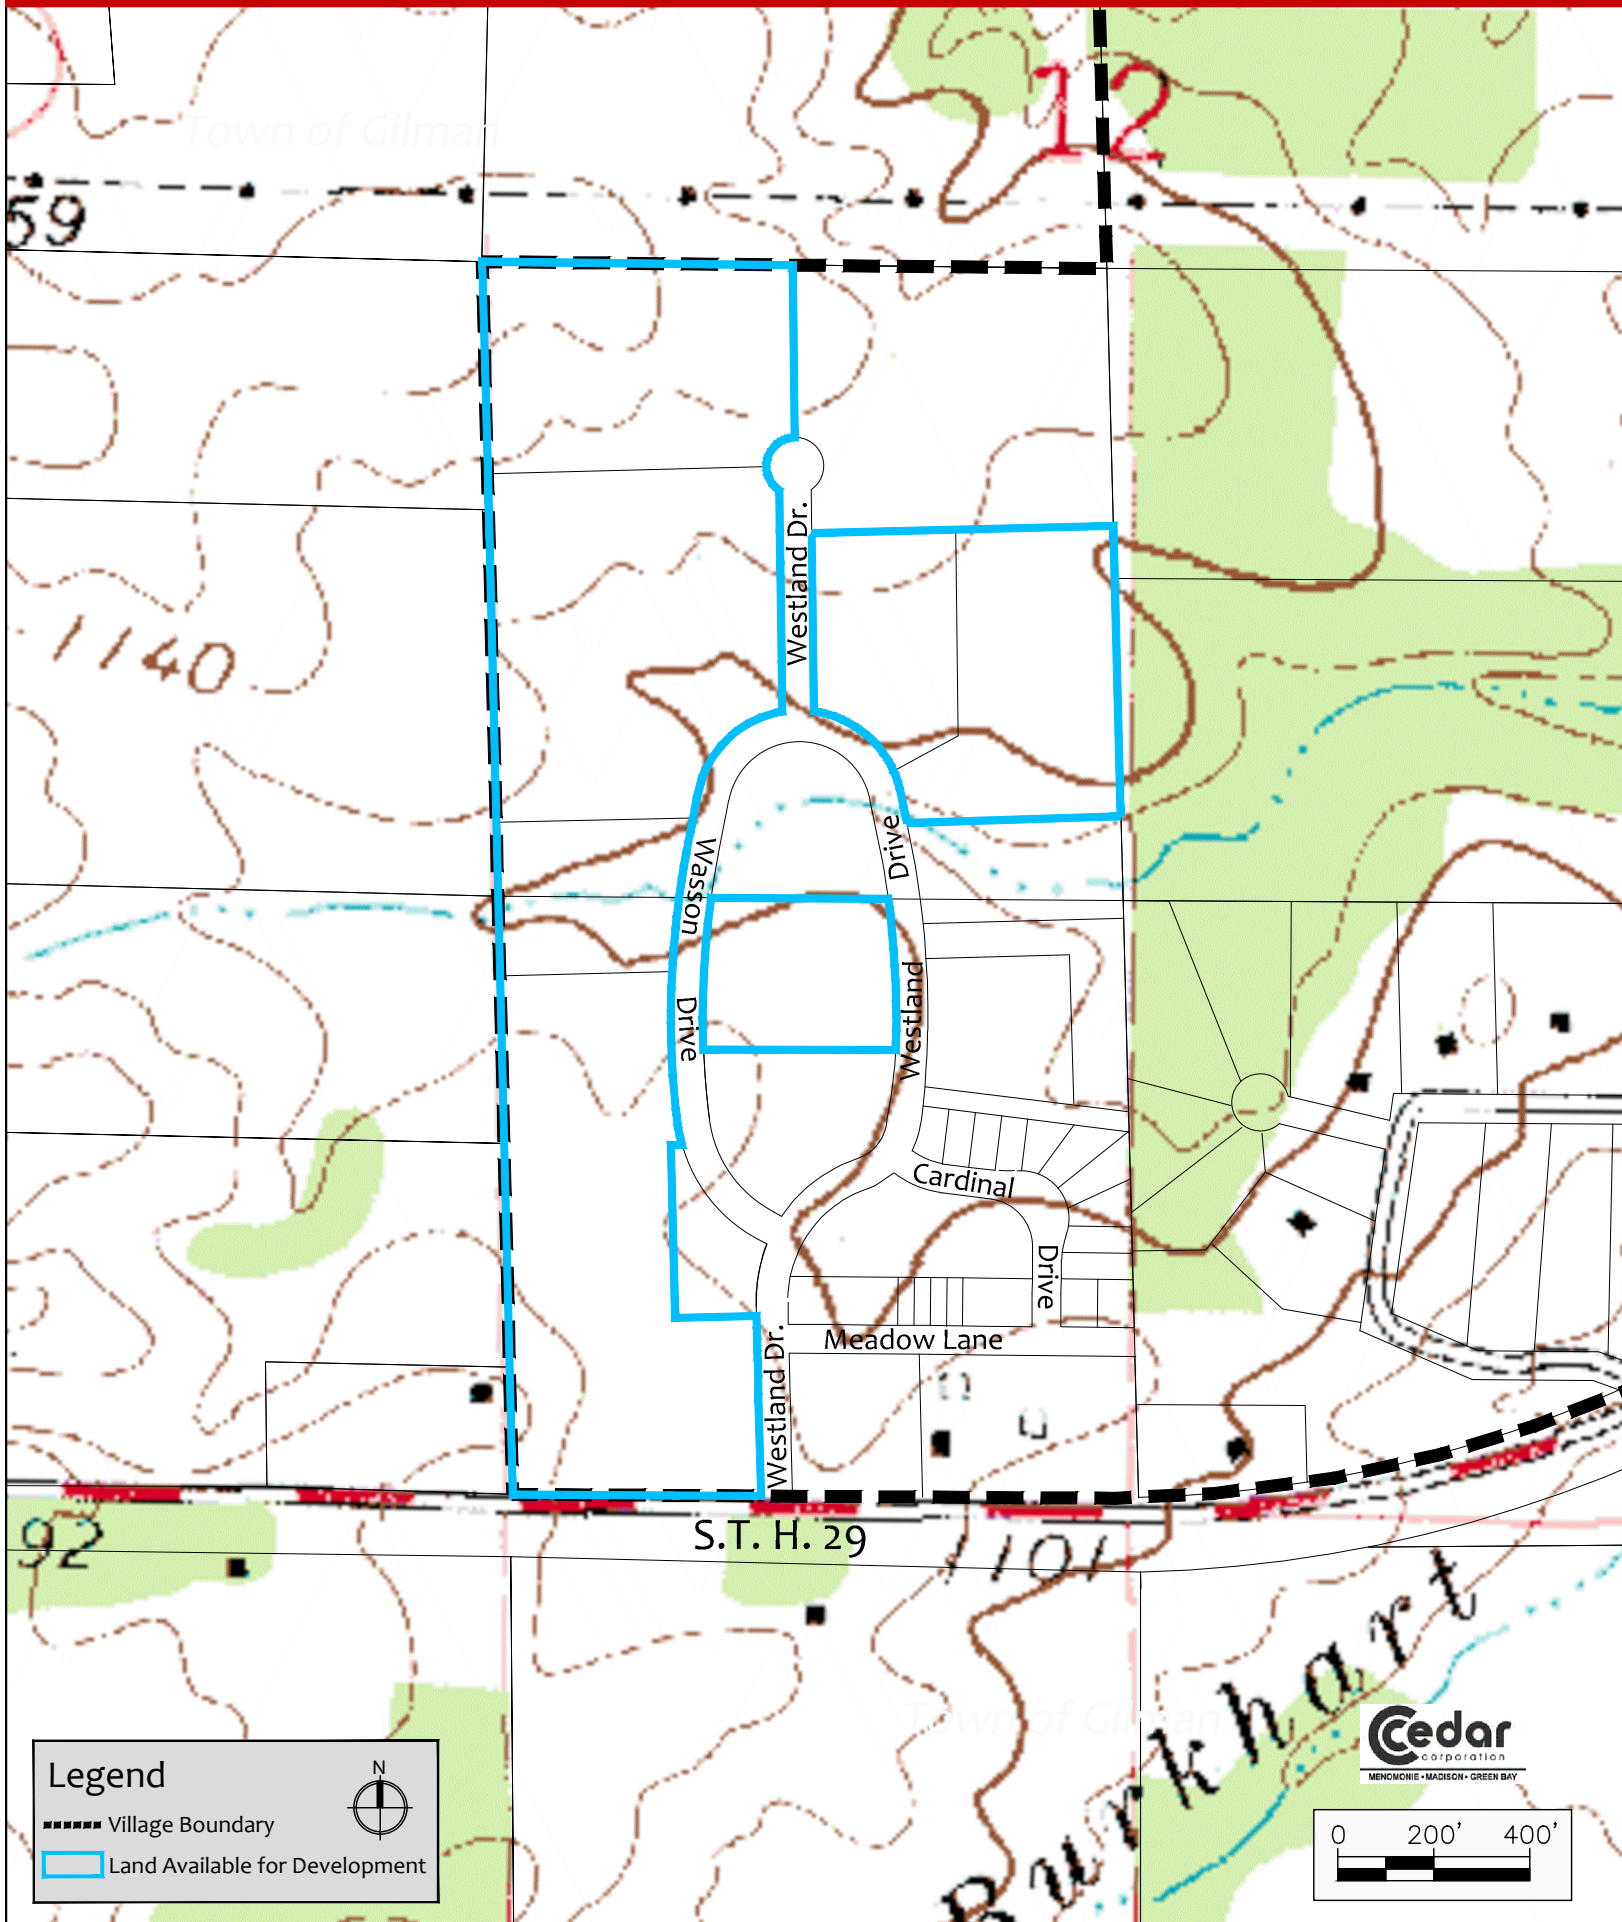 Town of Gilman
12
59
1140
Westland Dr.
Wasson
Drive
Drive
Westland
Cardinal
Drive
Meadow Lane
Westland Dr.
S.T. H. 29
92
1101
Burkhart
Town of Gilman
Cedar
corporation
MENOMONIE • MADISON • GREEN BAY
Legend
N
Village Boundary
Land Available for Development
0 200' 400'